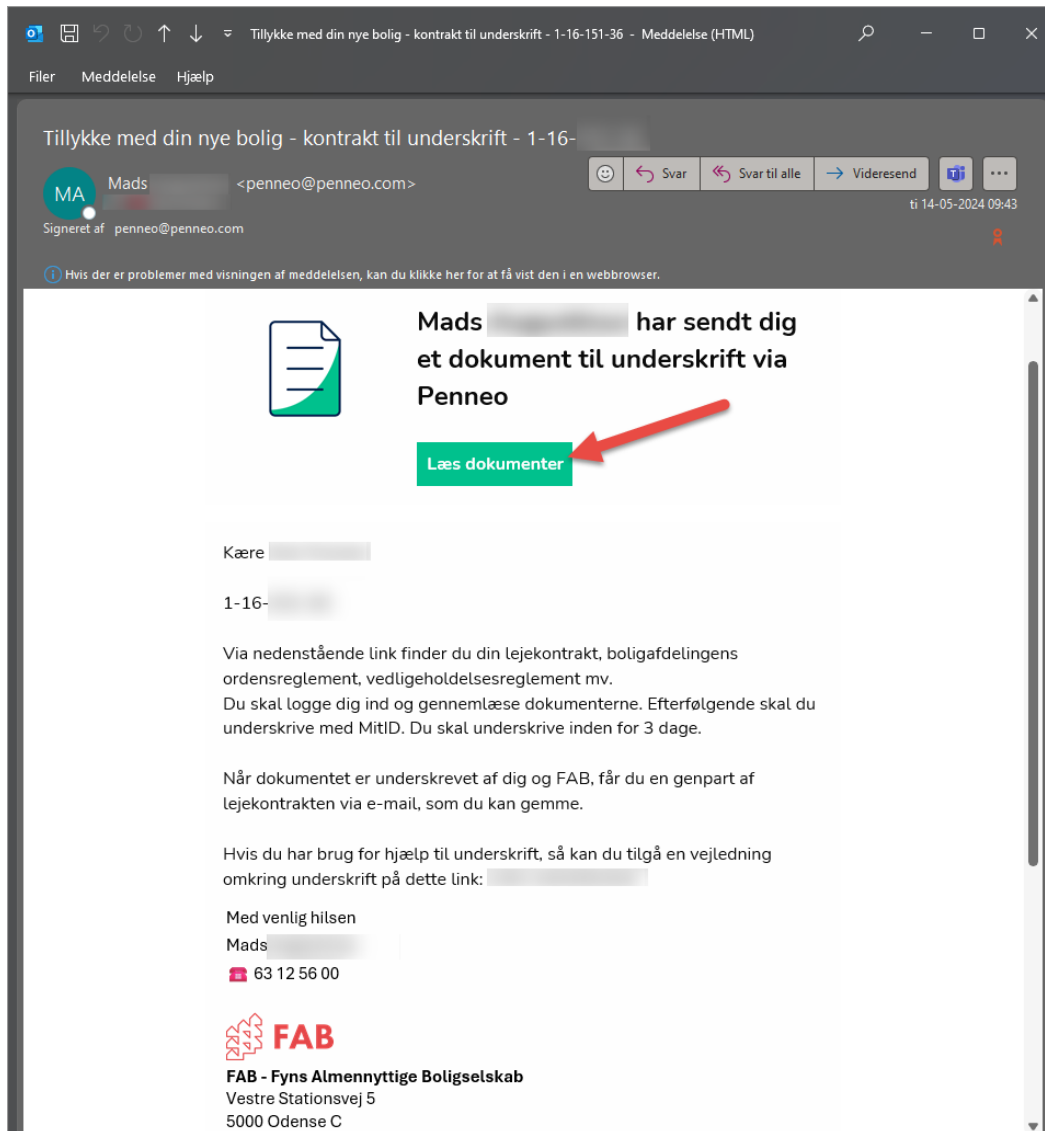 Tillykke med din nye bolig - kontrakt til underskrift - 1-16-151-36 - Meddelelse (HTML)
Filer Meddelelse Hjælp
Tillykke med din nye bolig - kontrakt til underskrift - 1-16-
Svar Svar til alle Videresend
MA
Mads <penneo@penneo.com>
ti 14-05-2024 09:43
Signeret af penneo@penneo.com
Hvis der er problemer med visningen af meddelelsen, kan du klikke her for at få vist den i en webbrowser.
Mads har sendt dig
et dokument til underskrift via
Penneo
Læs dokumenter
Kære
1-16-
Via nedenstående link finder du din lejekontrakt, boligafdelingens
ordensreglement, vedligeholdelsesreglement mv.
Du skal logge dig ind og gennemlæse dokumenterne. Efterfølgende skal du
underskrive med MitID. Du skal underskrive inden for 3 dage.
Når dokumentet er underskrevet af dig og FAB, får du en genpart af
lejekontrakten via e-mail, som du kan gemme.
Hvis du har brug for hjælp til underskrift, så kan du tilgå en vejledning
omkring underskrift på dette link:
Med venlig hilsen
Mads
☎ 63 12 56 00
FAB
FAB - Fyns Almennyttige Boligselskab
Vestre Stationsvej 5
5000 Odense C